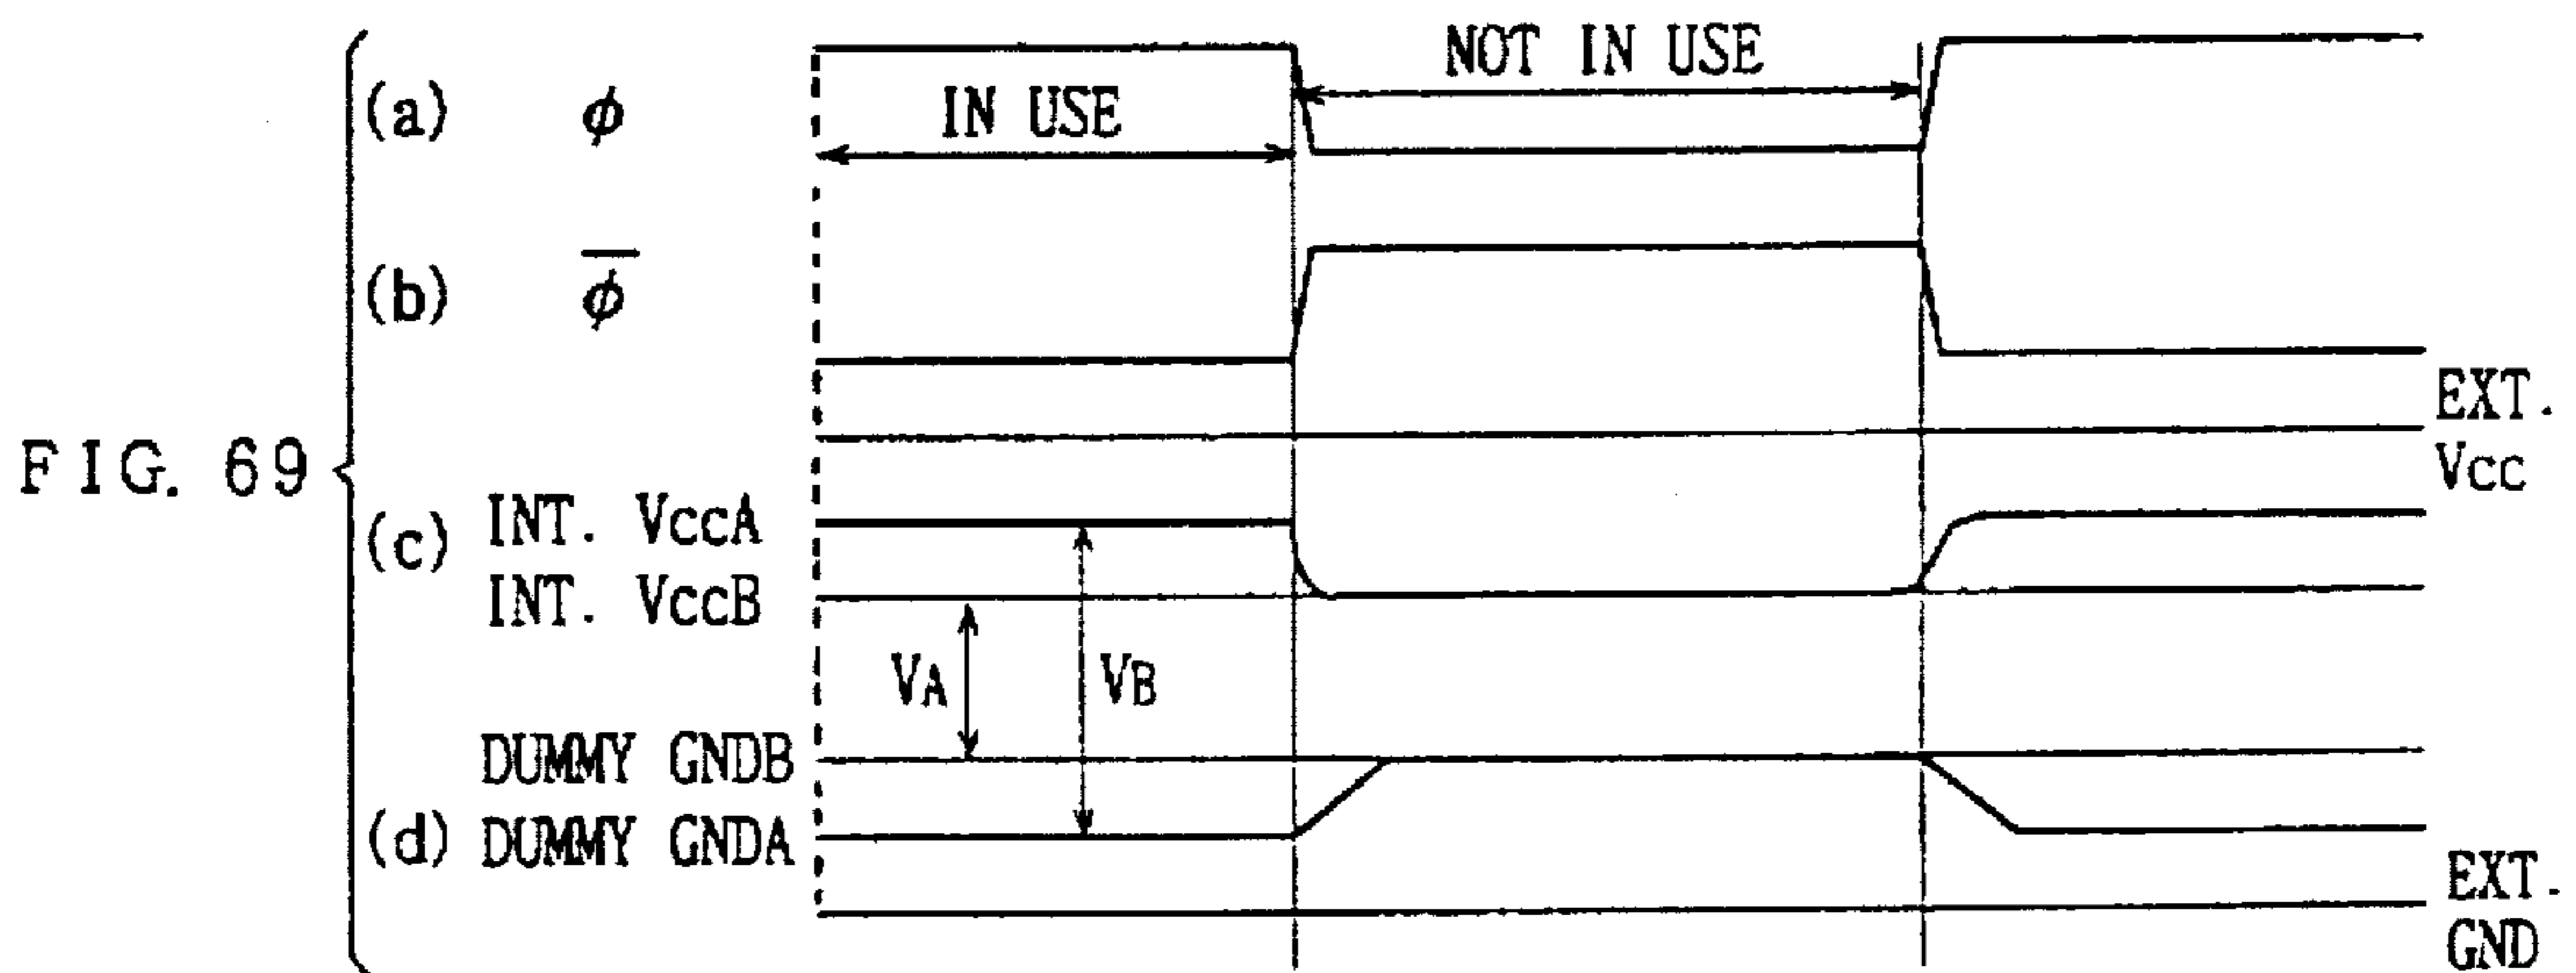 FIG. 69
(a) ϕ
IN USE
NOT IN USE
(b) ϕ̅
EXT.
Vcc
(c) INT. VccA
INT. VccB
VA
VB
DUMMY GNDB
(d) DUMMY GNDA
EXT.
GND